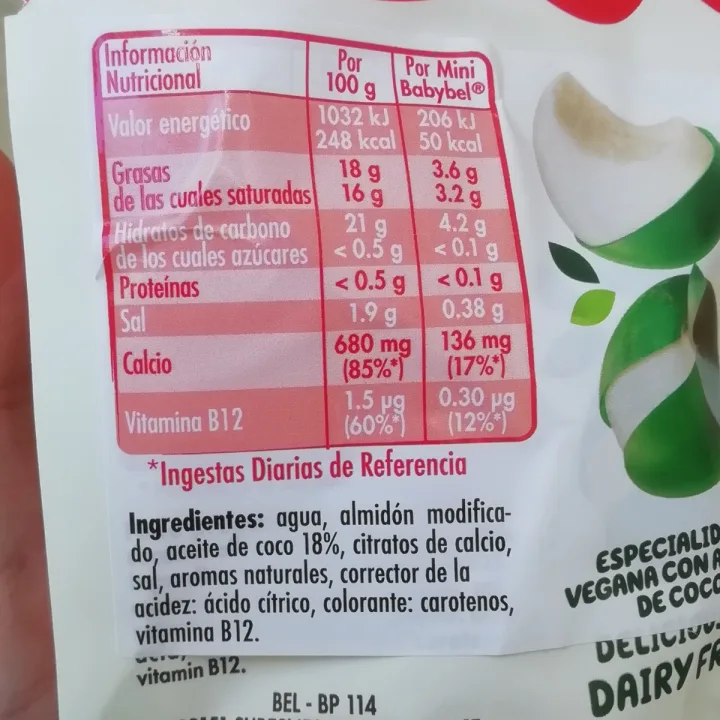 Información Nutricional Por 100 g Por Mini Babybel®
Valor energético 1032 kJ 248 kcal 206 kJ 50 kcal
Grasas 18 g 3.6 g
de las cuales saturadas 16 g 3.2 g
Hidratos de carbono 21 g 4.2 g
de los cuales azúcares < 0.5 g < 0.1 g
Proteínas < 0.5 g < 0.1 g
Sal 1.9 g 0.38 g
Calcio 680 mg (85%*) 136 mg (17%*)
Vitamina B12 1.5 µg (60%*) 0.30 µg (12%*)
*Ingestas Diarias de Referencia
Ingredientes: agua, almidón modifica-
do, aceite de coco 18%, citratos de calcio,
sal, aromas naturales, corrector de la
acidez: ácido cítrico, colorante: carotenos,
vitamina B12.
vitamin B12.
BEL - BP 114
VEGANA CON
DE COCO
DAIRY